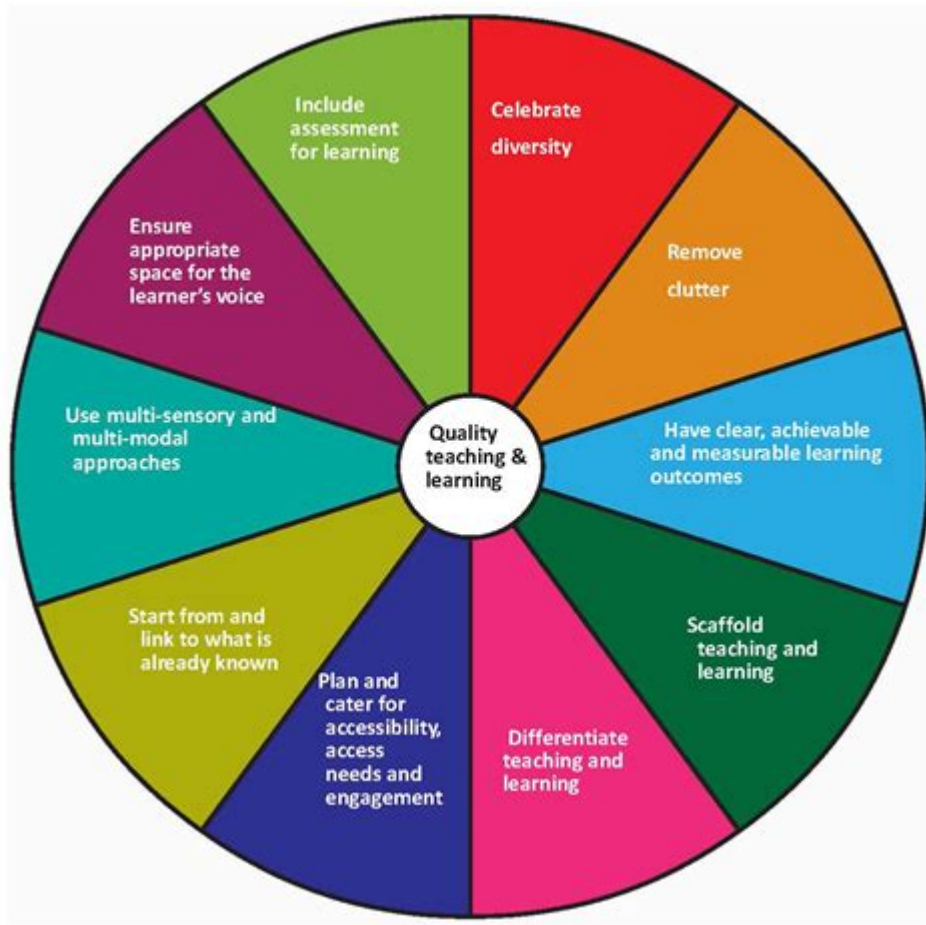 Celebrate
diversity
Remove
clutter
Have clear, achievable
and measurable learning
outcomes
Scaffold
teaching and
learning
Differentiate
teaching and
learning
Plan and
cater for
accessibility,
access
needs and
engagement
Start from and
link to what is
already known
Use multi-sensory and
multi-modal
approaches
Ensure
appropriate
space for the
learner’s voice
Include
assessment
for learning
Quality
teaching &
learning